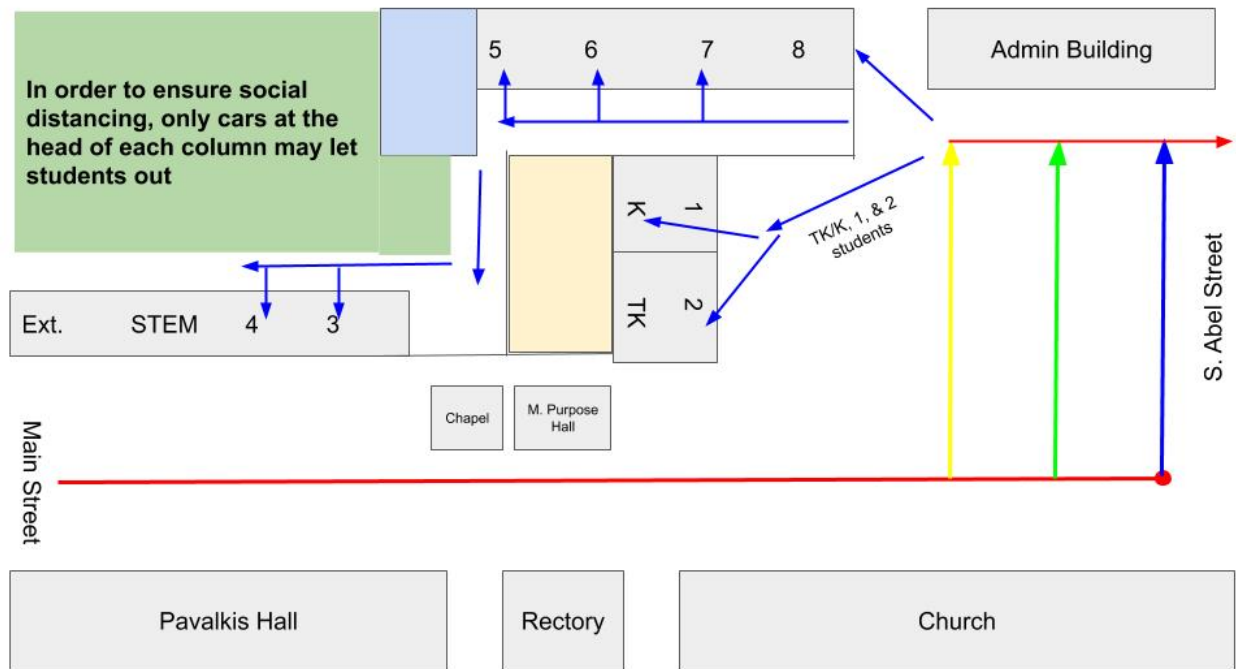 In order to ensure social
distancing, only cars at the
head of each column may let
students out
5 6 7 8
Admin Building
K 1
TK 2
TK/K, 1, & 2
students
S. Abel Street
Ext. STEM 4 3
Chapel
M. Purpose
Hall
Main Street
Pavalkis Hall
Rectory
Church